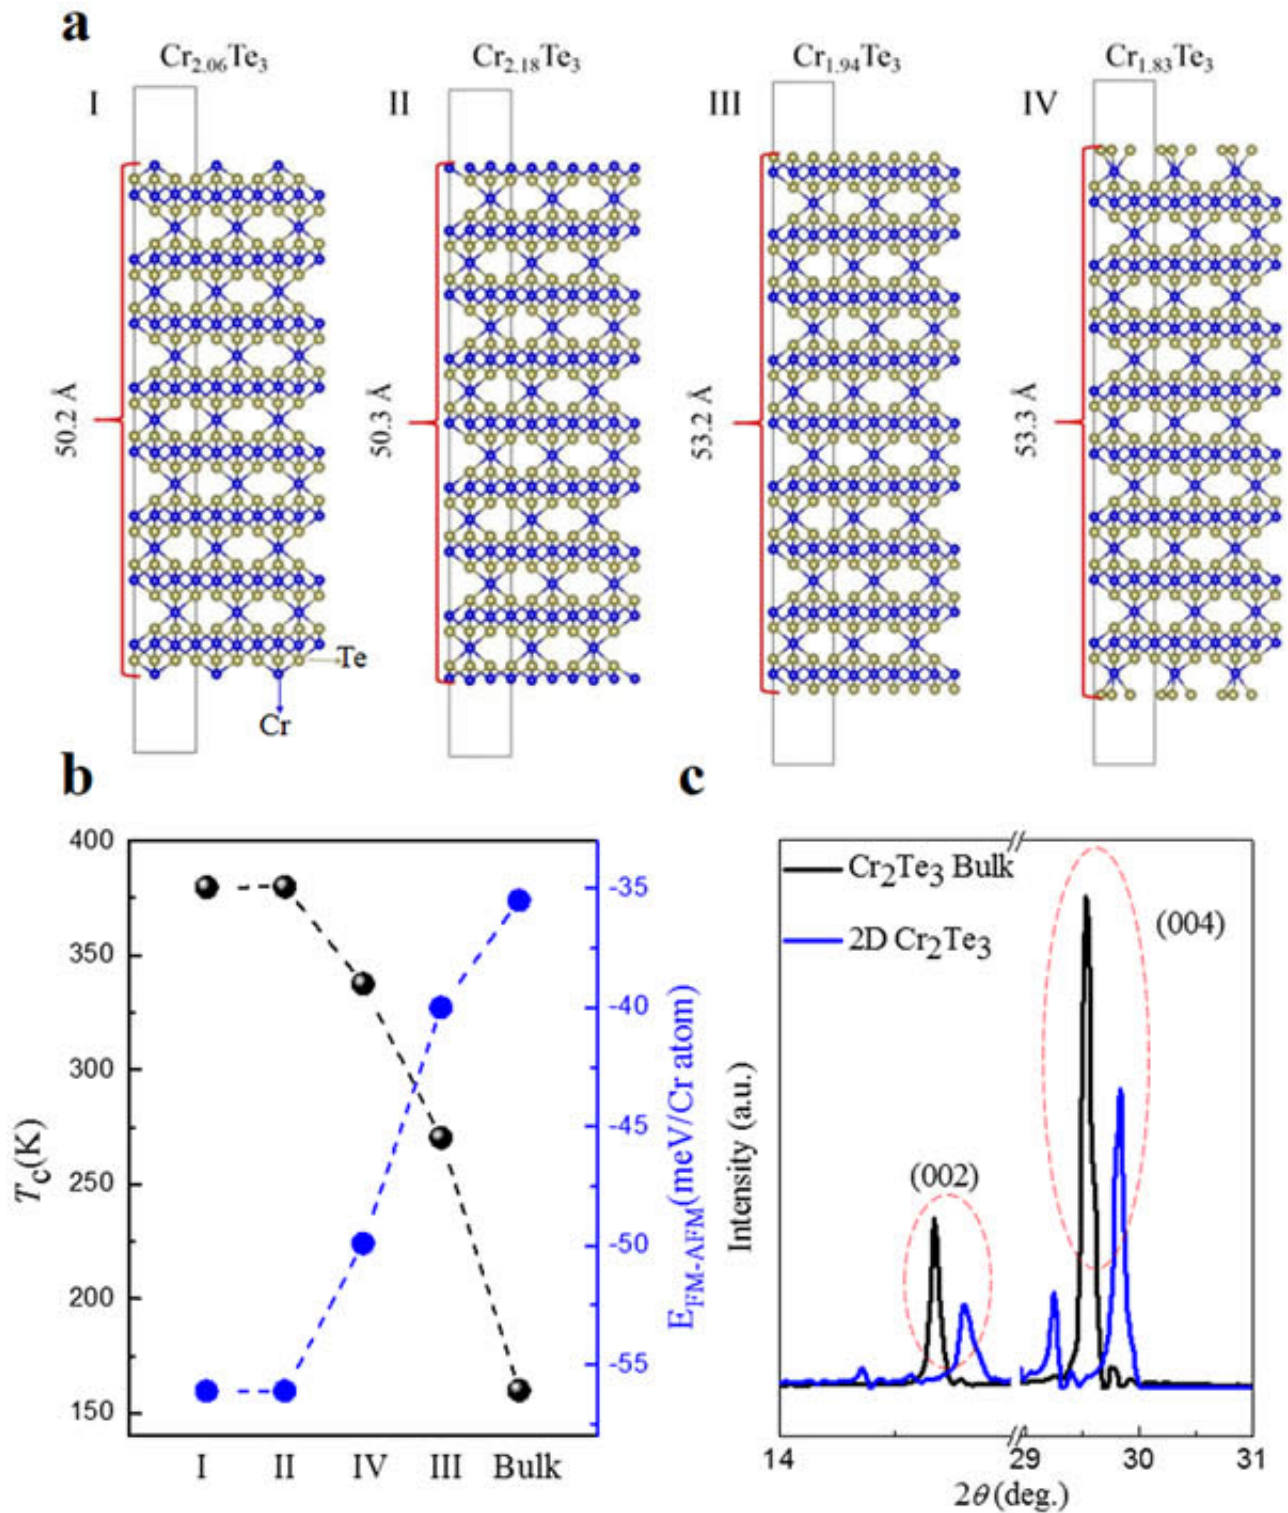 a
Cr2.06Te3 Cr2.18Te3 Cr1.94Te3 Cr1.83Te3
I II III IV
50.2 Å 50.3 Å 53.2 Å 53.3 Å
Te
Cr
b
400
350
300
250
200
150
Tc(K)
-35
-40
-45
-50
-55
EFM-AFM(meV/Cr atom)
I II IV III Bulk
c
Cr2Te3 Bulk
2D Cr2Te3
(004)
(002)
Intensity (a.u.)
14 29 30 31
2θ (deg.)